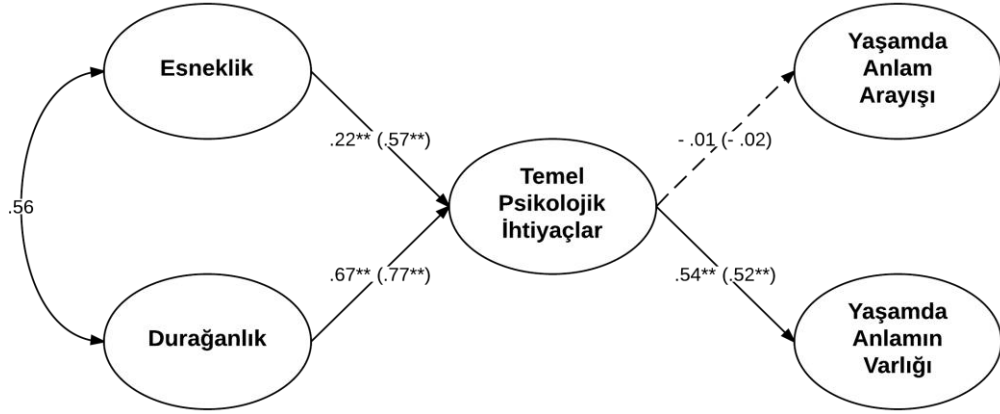 Esneklik
Yaşamda
Anlam
Arayışı
.22** (.57**)
- .01 (- .02)
.56
Temel
Psikolojik
İhtiyaçlar
.67** (.77**)
.54** (.52**)
Durağanlık
Yaşamda
Anlamın
Varlığı